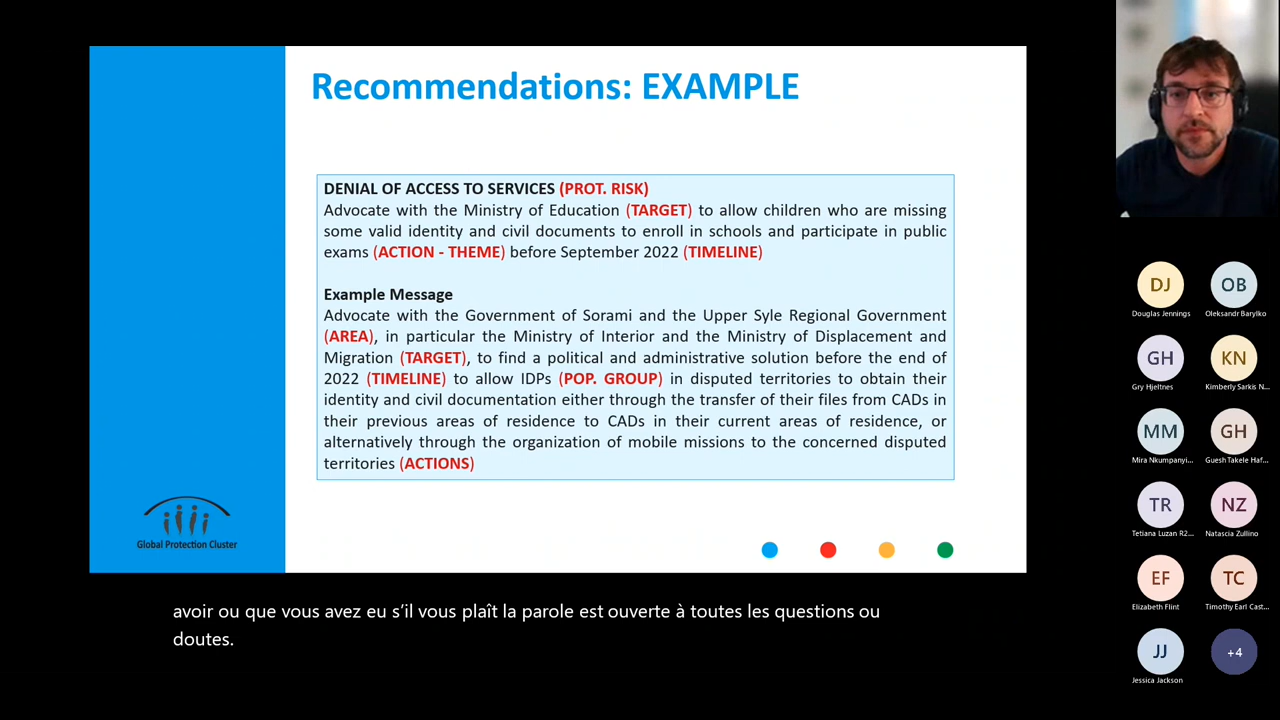 Recommendations: EXAMPLE
DENIAL OF ACCESS TO SERVICES (PROT. RISK)
Advocate with the Ministry of Education (TARGET) to allow children who are missing
some valid identity and civil documents to enroll in schools and participate in public
exams (ACTION - THEME) before September 2022 (TIMELINE)
Example Message
Advocate with the Government of Sorami and the Upper Syle Regional Government
(AREA), in particular the Ministry of Interior and the Ministry of Displacement and
Migration (TARGET), to find a political and administrative solution before the end of
2022 (TIMELINE) to allow IDPs (POP. GROUP) in disputed territories to obtain their
identity and civil documentation either through the transfer of their files from CADs in
their previous areas of residence to CADs in their current areas of residence, or
alternatively through the organization of mobile missions to the concerned disputed
territories (ACTIONS)
Global Protection Cluster
avoir ou que vous avez eu s'il vous plaît la parole est ouverte à toutes les questions ou
doutes.
DJ
Douglas Jennings
OB
Oleksandr Barylko
GH
Gry Hjeltnes
KN
Kimberly Sarkis N...
MM
Mira Nkumpanyi...
GH
Guesh Takele Haf...
TR
Tetiana Luzan R2...
NZ
Natascia Zullino
EF
Elizabeth Flint
TC
Timothy Earl Cast...
JJ
Jessica Jackson
+4